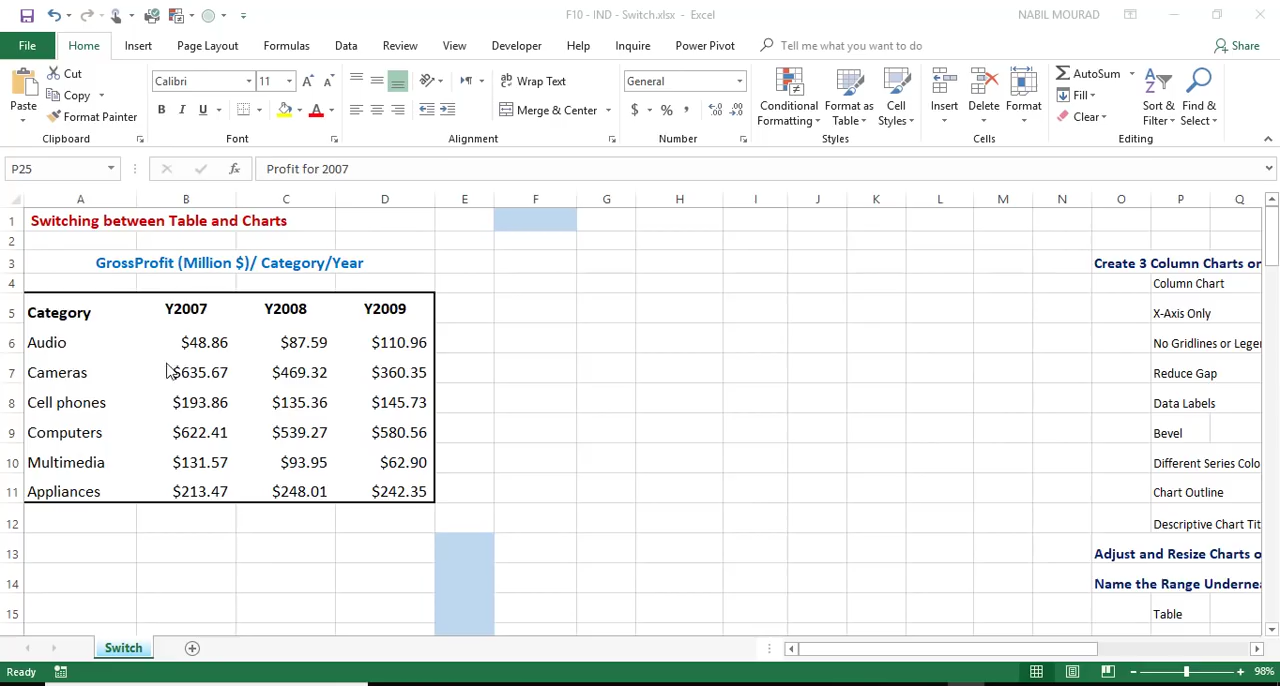 F10 - IND - Switch.xlsx - Excel
NABIL MOURAD
File Home Insert Page Layout Formulas Data Review View Developer Help Inquire Power Pivot Tell me what you want to do Share
Paste
Cut
Copy
Format Painter
Clipboard
Calibri 11
B I U
Font
Wrap Text
Merge & Center
Alignment
General
$ % ,
Number
Conditional Formatting
Format as Table
Cell Styles
Styles
Insert
Delete
Format
Cells
AutoSum
Fill
Clear
Sort & Filter
Find & Select
Editing
P25 fx Profit for 2007
A B C D E F G H I J K L M N O P Q
1 Switching between Table and Charts
2
3 GrossProfit (Million $)/ Category/Year Create 3 Column Charts or
4 Column Chart
5 Category Y2007 Y2008 Y2009 X-Axis Only
6 Audio $48.86 $87.59 $110.96 No Gridlines or Leger
7 Cameras $635.67 $469.32 $360.35 Reduce Gap
8 Cell phones $193.86 $135.36 $145.73 Data Labels
9 Computers $622.41 $539.27 $580.56 Bevel
10 Multimedia $131.57 $93.95 $62.90 Different Series Colo
11 Appliances $213.47 $248.01 $242.35 Chart Outline
12 Descriptive Chart Tit
13 Adjust and Resize Charts o
14 Name the Range Undernea
15 Table
Switch
Ready 98%